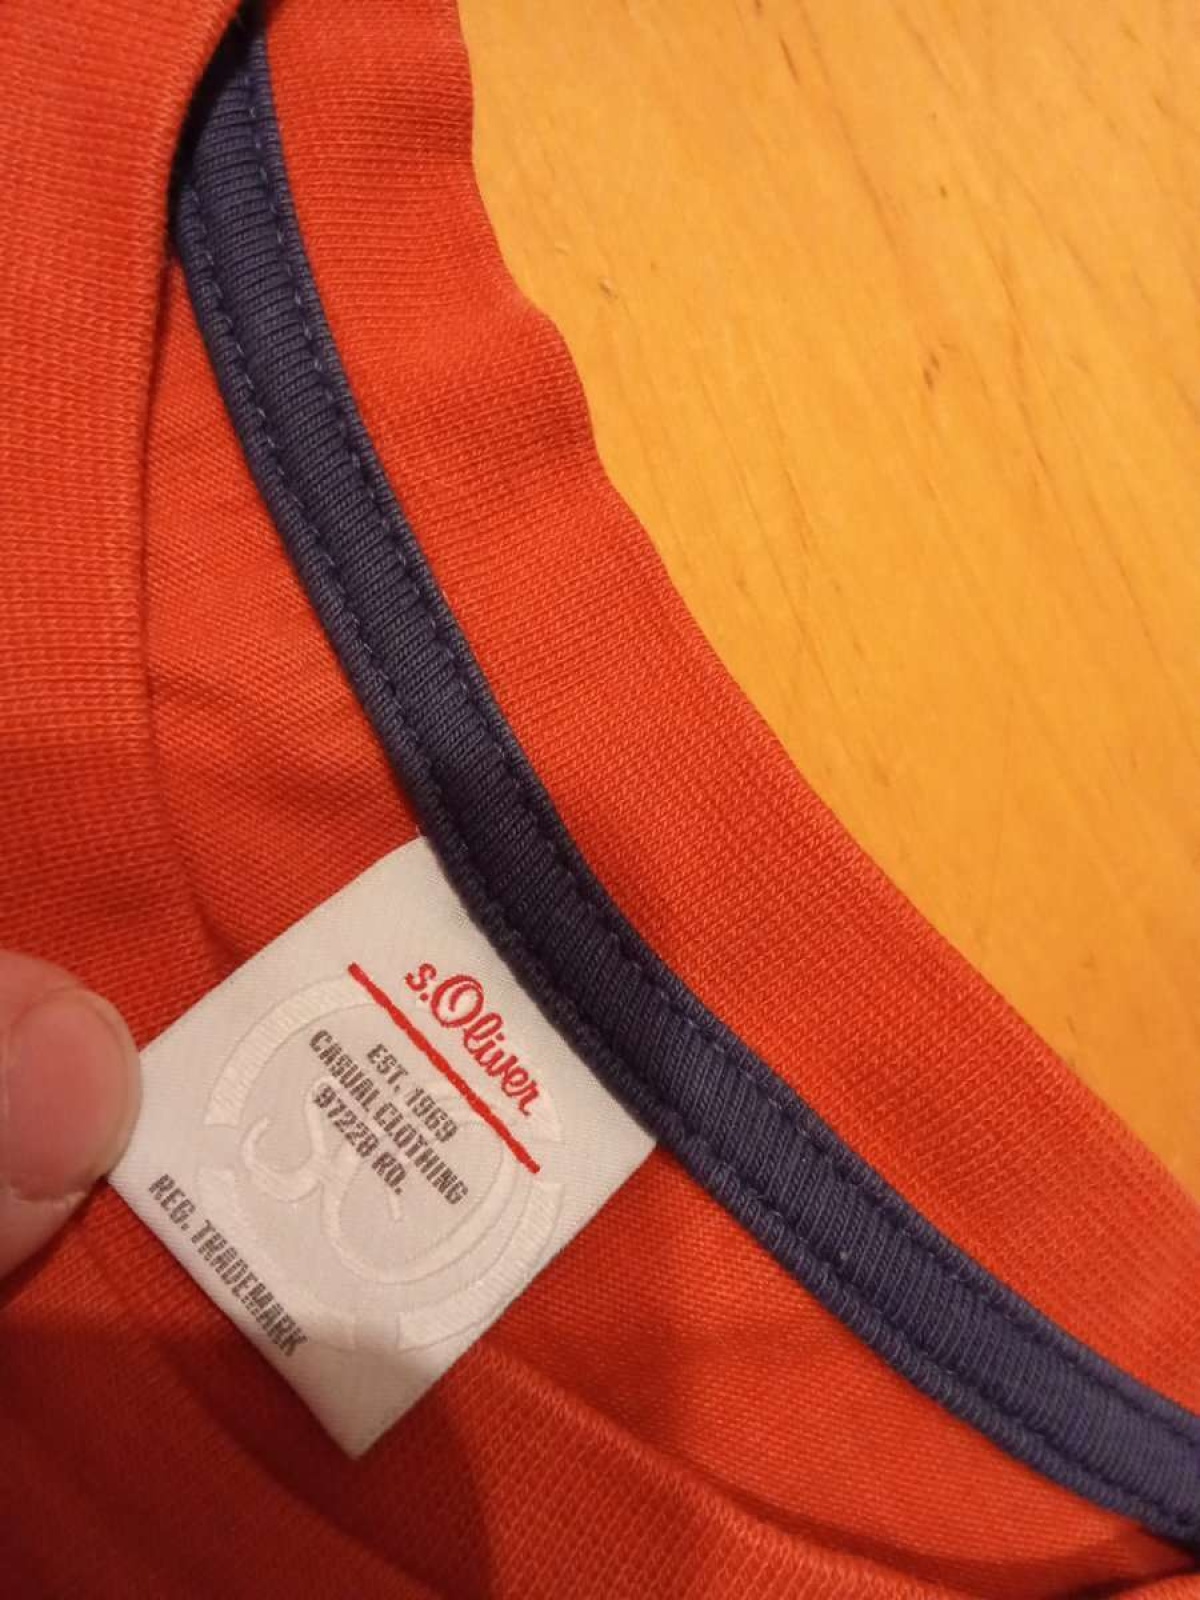 s.Oliver
EST. 1969
CASUAL CLOTHING
97228 RO.
REG. TRADEMARK